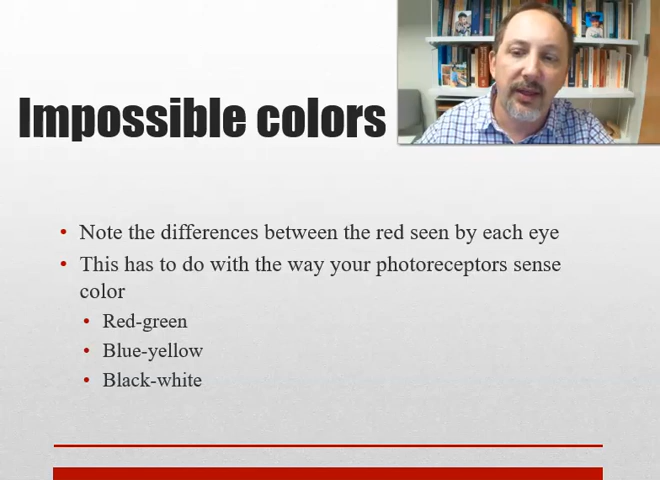 Impossible colors
Note the differences between the red seen by each eye
This has to do with the way your photoreceptors sense
color
Red-green
Blue-yellow
Black-white